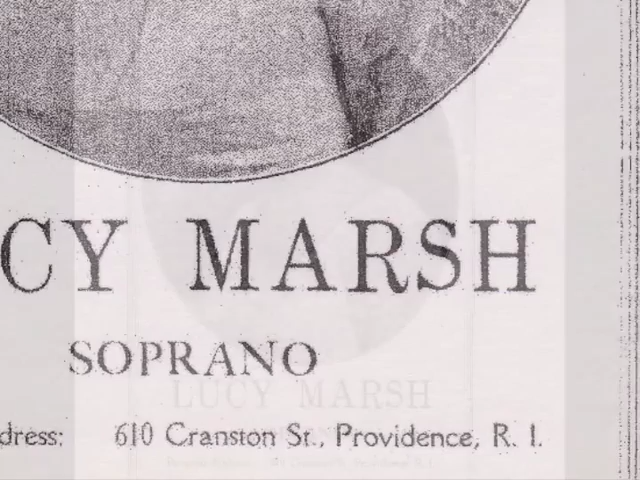 CY MARSH
SOPRANO
LUCY MARSH
dress: 610 Cranston St., Providence, R. I.